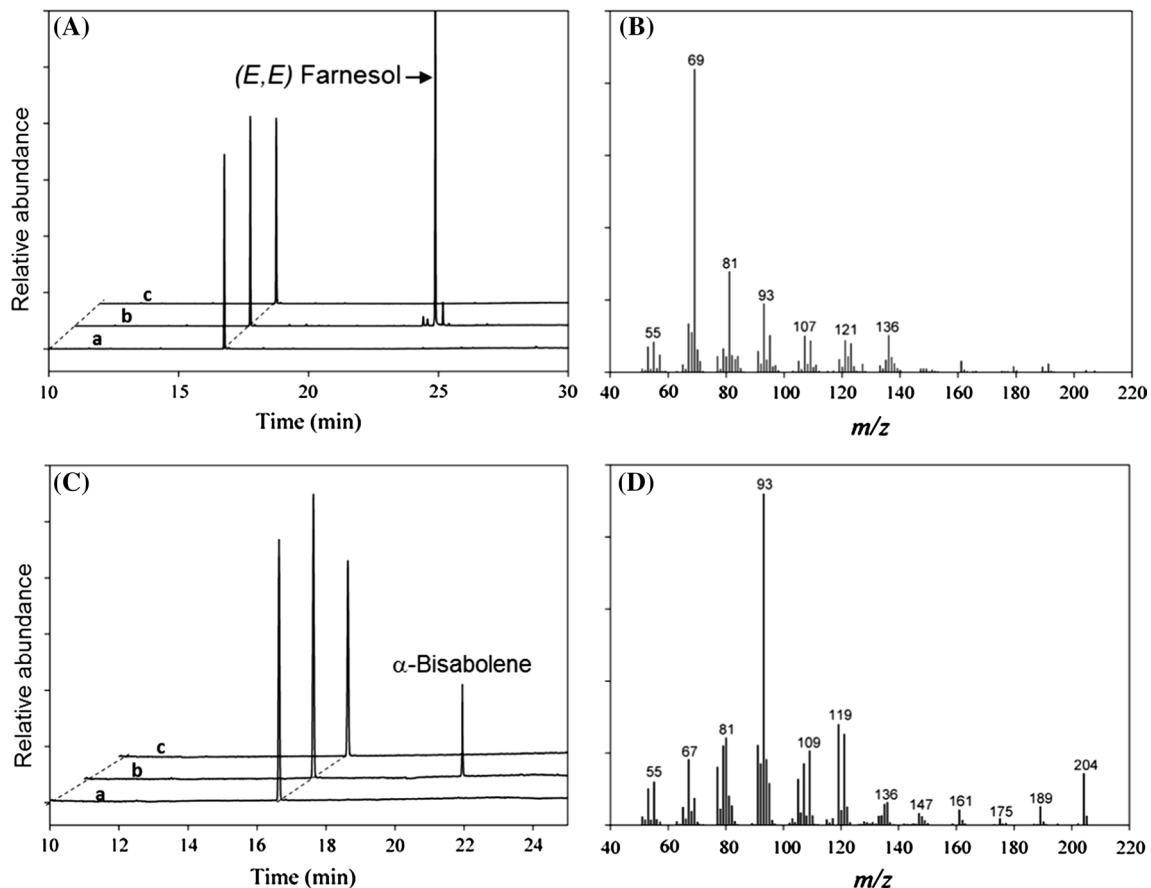 (A)
(E,E) Farnesol
Relative abundance
c
b
a
10 15 20 25 30
Time (min)
(B)
69
81
93
55
107
121
136
40 60 80 100 120 140 160 180 200 220
m/z
(C)
α-Bisabolene
Relative abundance
c
b
a
10 12 14 16 18 20 22 24
Time (min)
(D)
93
119
81
109
67
55
204
136
147
161
175
189
40 60 80 100 120 140 160 180 200 220
m/z